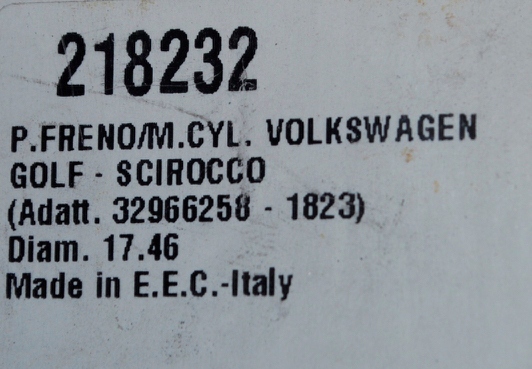 218232
P.FRENO/M.CYL. VOLKSWAGEN
GOLF - SCIROCCO
(Adatt. 32966258 - 1823)
Diam. 17.46
Made in E.E.C.-Italy